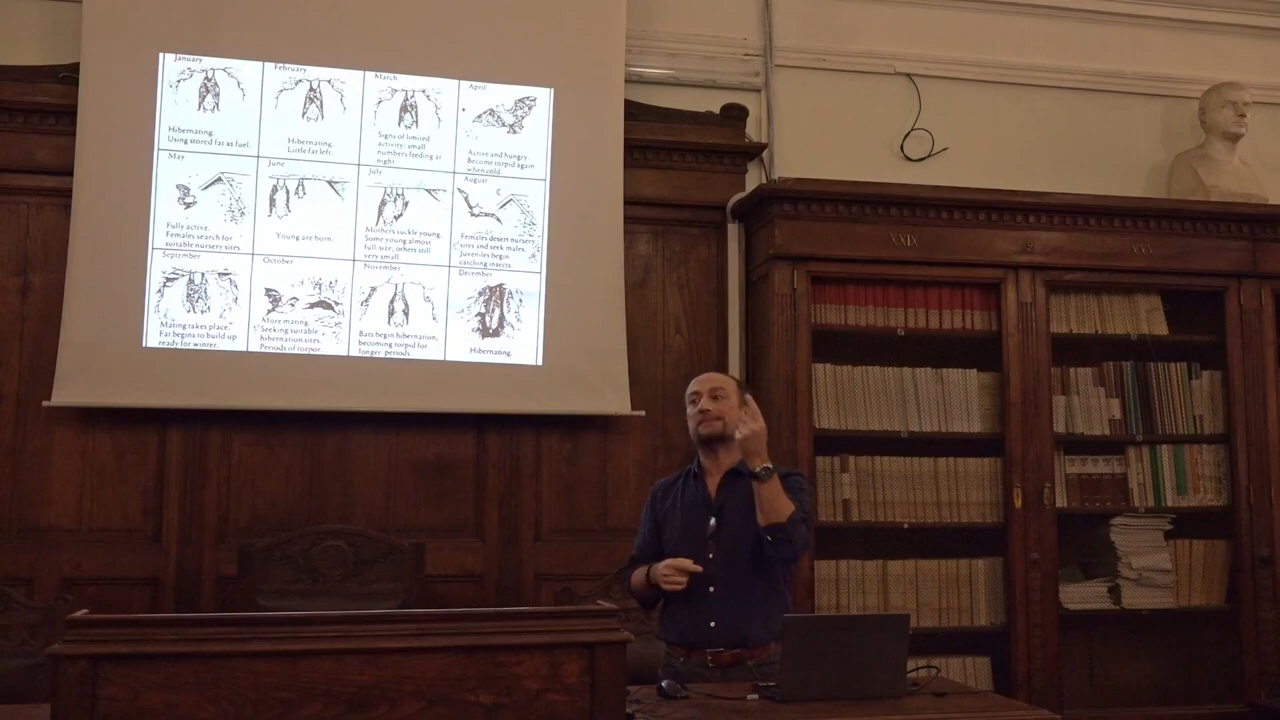 January
Hibernating.
Using stored fat as fuel.
February
Hibernating.
Little fat left.
March
Signs of limited
activity: small
numbers feeding at
night.
April
Active and hungry.
Become torpid again
when cold.
May
Fully active.
Females search for
suitable nursery sites.
June
Young are born.
July
Mothers suckle young.
Some young almost
full-size; others still
very small.
August
Females desert nursery
sites and seek males.
Juveniles begin
catching insects.
September
Mating takes place.
Fat begins to build up
ready for winter.
October
More mating.
Seeking suitable
hibernation sites.
Periods of torpor.
November
Bats begin hibernation,
becoming torpid for
longer periods.
December
Hibernating.
XXIX
XXX